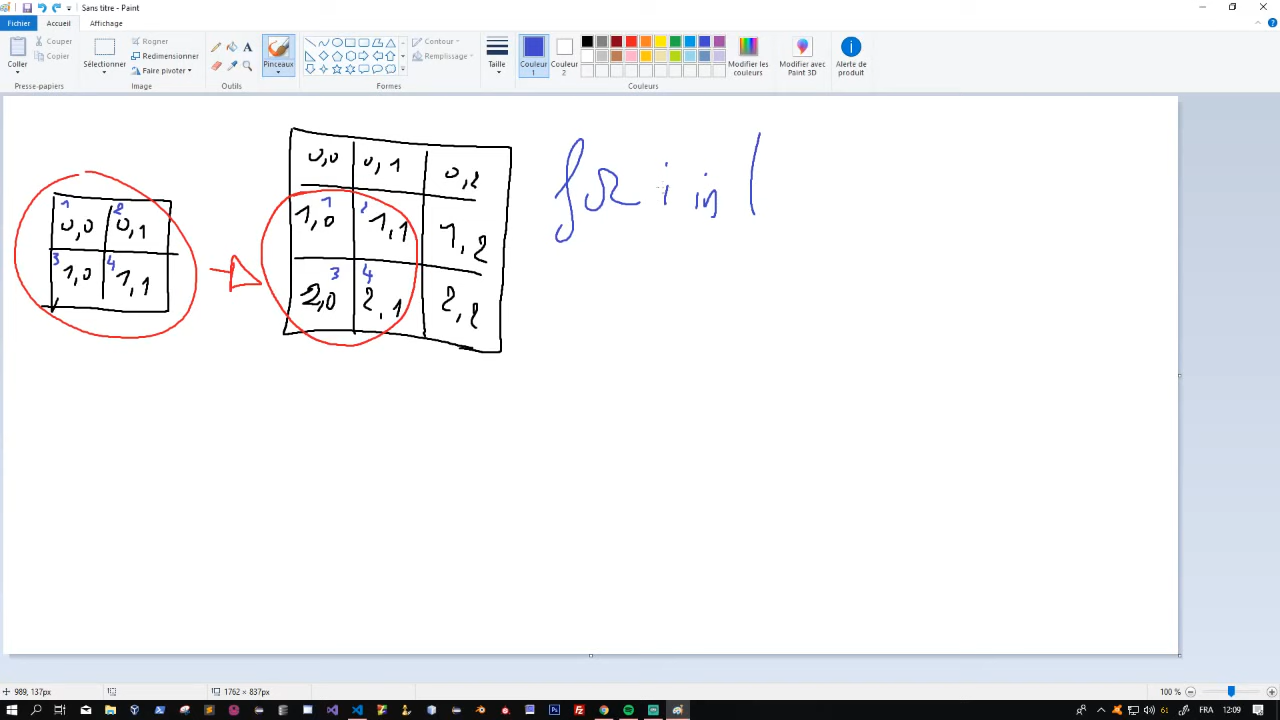 Sans titre - Paint
Fichier Accueil Affichage
Coller
Couper
Copier
Presse-papiers
Sélectionner
Rogner
Redimensionner
Faire pivoter
Image
A
Outils
Pinceaux
Contour
Remplissage
Formes
Taille
Couleur 1
Couleur 2
Modifier les couleurs
Couleurs
Modifier avec Paint 3D
Alerte de produit
1 2
0,0 0,1
3 4
1,0 1,1
0,0 0,1 0,2
1 2
1,0 1,1 1,2
3 4
2,0 2,1 2,2
for i in (
989, 137px
1762 × 837px
100 %
61 FRA 12:09